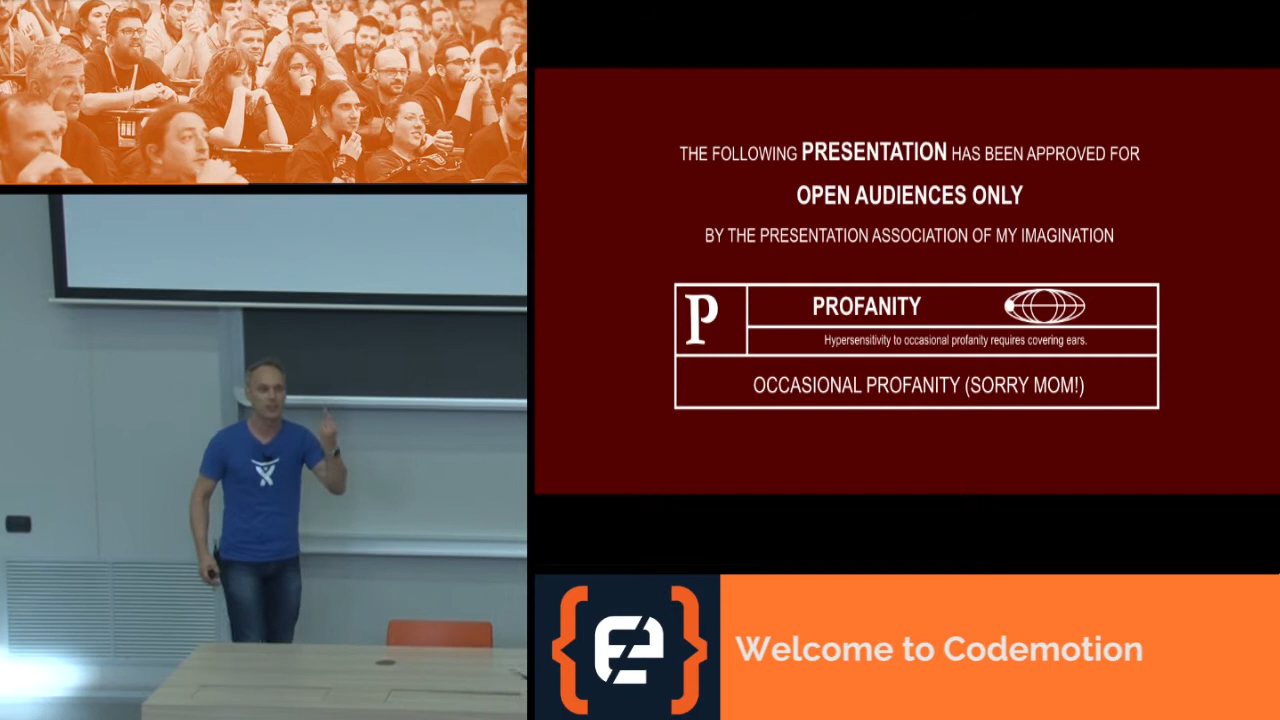 THE FOLLOWING PRESENTATION HAS BEEN APPROVED FOR
OPEN AUDIENCES ONLY
BY THE PRESENTATION ASSOCIATION OF MY IMAGINATION
P
PROFANITY
Hypersensitivity to occasional profanity requires covering ears.
OCCASIONAL PROFANITY (SORRY MOM!)
Welcome to Codemotion